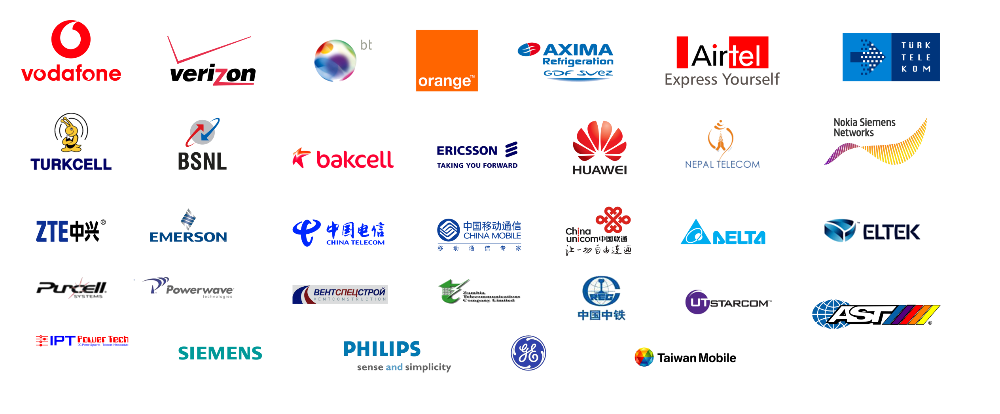 vodafone
verizon
bt
orange™
AXIMA
Refrigeration
GDF SUEZ
Airtel
Express Yourself
TÜRK
TELE
KOM
TURKCELL
BSNL
bakcell
ERICSSON
TAKING YOU FORWARD
HUAWEI
NEPAL TELECOM
Nokia Siemens
Networks
ZTE中兴®
EMERSON
中国电信
CHINA TELECOM
中国移动通信
CHINA MOBILE
移动通信专家
China
unicom中国联通
让一切自由连通
DELTA
ELTEK™
Purcell®
SYSTEMS
Powerwave
technologies
ВЕНТСПЕЦСТРОЙ
VENTCONSTRUCTION
Zambia
Telecommunications
Company Limited
REC
中国中铁
UTSTARCOM™
AST®
IPT Power Tech
DC Power Systems - Telecom Infrastructure
SIEMENS
PHILIPS
sense and simplicity
GE
Taiwan Mobile